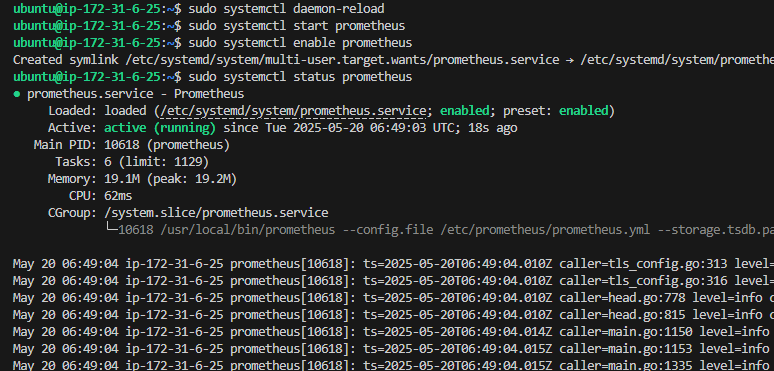 ubuntu@ip-172-31-6-25:~$ sudo systemctl daemon-reload
ubuntu@ip-172-31-6-25:~$ sudo systemctl start prometheus
ubuntu@ip-172-31-6-25:~$ sudo systemctl enable prometheus
Created symlink /etc/systemd/system/multi-user.target.wants/prometheus.service → /etc/systemd/system/prometheu
ubuntu@ip-172-31-6-25:~$ sudo systemctl status prometheus
● prometheus.service - Prometheus
Loaded: loaded (/etc/systemd/system/prometheus.service; enabled; preset: enabled)
Active: active (running) since Tue 2025-05-20 06:49:03 UTC; 18s ago
Main PID: 10618 (prometheus)
Tasks: 6 (limit: 1129)
Memory: 19.1M (peak: 19.2M)
CPU: 62ms
CGroup: /system.slice/prometheus.service
└─10618 /usr/local/bin/prometheus --config.file /etc/prometheus/prometheus.yml --storage.tsdb.pa
May 20 06:49:04 ip-172-31-6-25 prometheus[10618]: ts=2025-05-20T06:49:04.010Z caller=tls_config.go:313 level=
May 20 06:49:04 ip-172-31-6-25 prometheus[10618]: ts=2025-05-20T06:49:04.010Z caller=tls_config.go:316 level=
May 20 06:49:04 ip-172-31-6-25 prometheus[10618]: ts=2025-05-20T06:49:04.010Z caller=head.go:778 level=info c
May 20 06:49:04 ip-172-31-6-25 prometheus[10618]: ts=2025-05-20T06:49:04.010Z caller=head.go:815 level=info c
May 20 06:49:04 ip-172-31-6-25 prometheus[10618]: ts=2025-05-20T06:49:04.014Z caller=main.go:1150 level=info
May 20 06:49:04 ip-172-31-6-25 prometheus[10618]: ts=2025-05-20T06:49:04.015Z caller=main.go:1153 level=info
May 20 06:49:04 ip-172-31-6-25 prometheus[10618]: ts=2025-05-20T06:49:04.015Z caller=main.go:1335 level=info